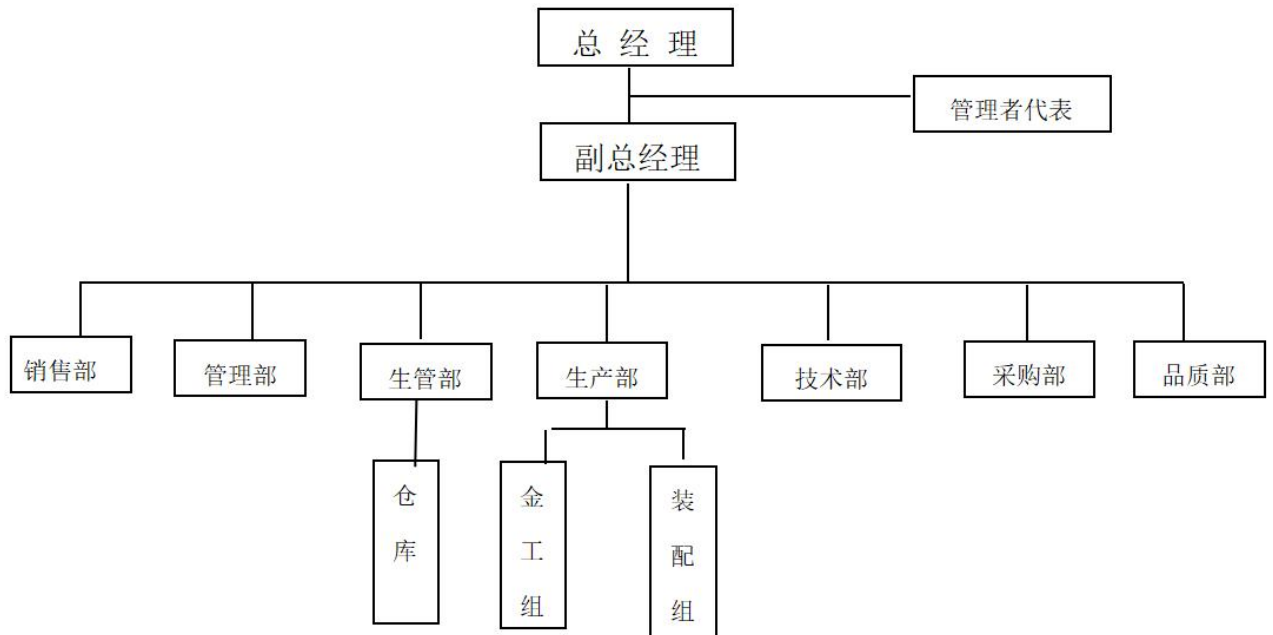 总 经 理
管理者代表
副总经理
销售部
管理部
生管部
生产部
技术部
采购部
品质部
仓库
金工组
装配组